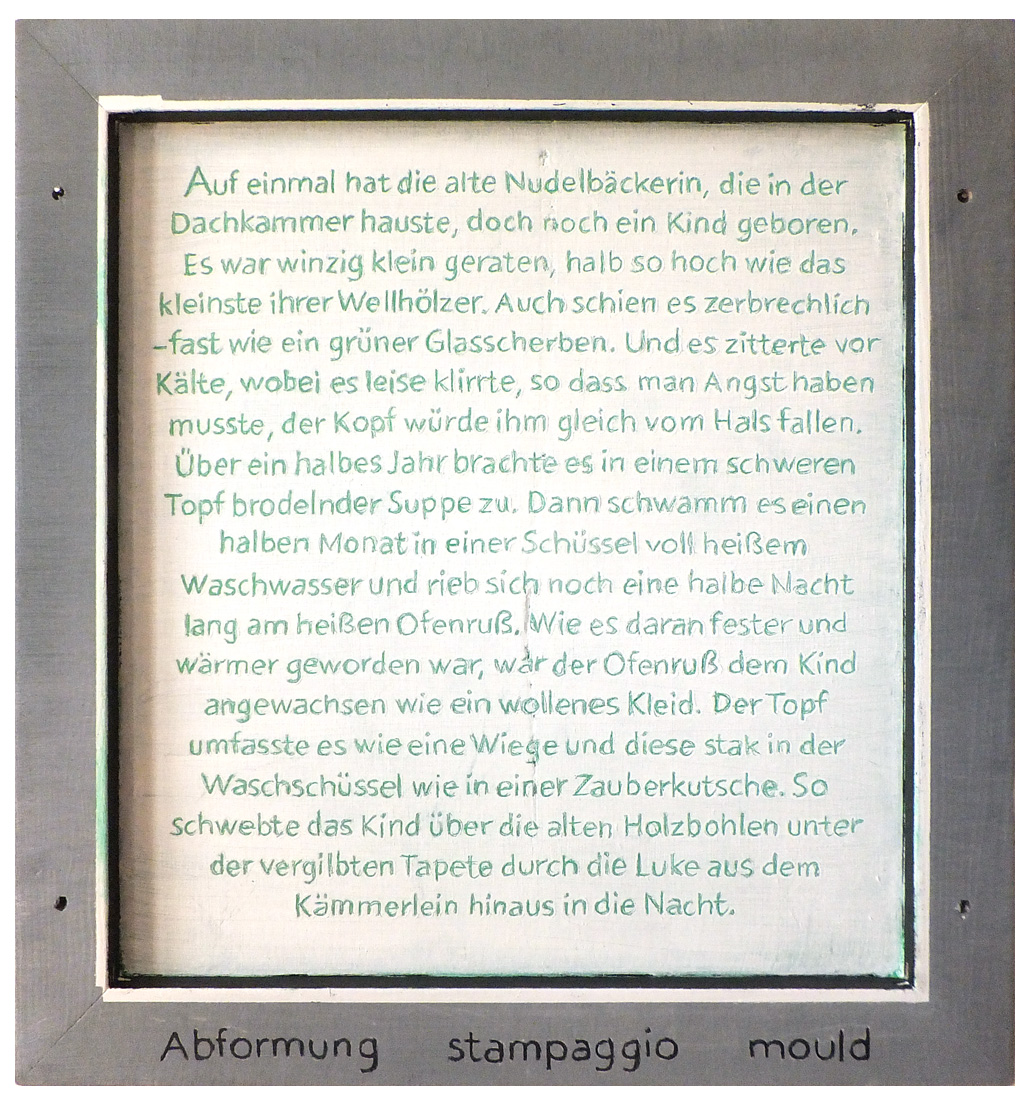 Auf einmal hat die alte Nudelbäckerin, die in der
Dachkammer hauste, doch noch ein Kind geboren.
Es war winzig klein geraten, halb so hoch wie das
kleinste ihrer Wellhölzer. Auch schien es zerbrechlich
-fast wie ein grüner Glasscherben. Und es zitterte vor
Kälte, wobei es leise klirrte, so dass man Angst haben
musste, der Kopf würde ihm gleich vom Hals fallen.
Über ein halbes Jahr brachte es in einem schweren
Topf brodelnder Suppe zu. Dann schwamm es einen
halben Monat in einer Schüssel voll heißem
Waschwasser und rieb sich noch eine halbe Nacht
lang am heißen Ofenruß. Wie es daran fester und
wärmer geworden war, war der Ofenruß dem Kind
angewachsen wie ein wollenes Kleid. Der Topf
umfasste es wie eine Wiege und diese stak in der
Waschschüssel wie in einer Zauberkutsche. So
schwebte das Kind über die alten Holzbohlen unter
der vergilbten Tapete durch die Luke aus dem
Kämmerlein hinaus in die Nacht.
Abformung stampaggio mould